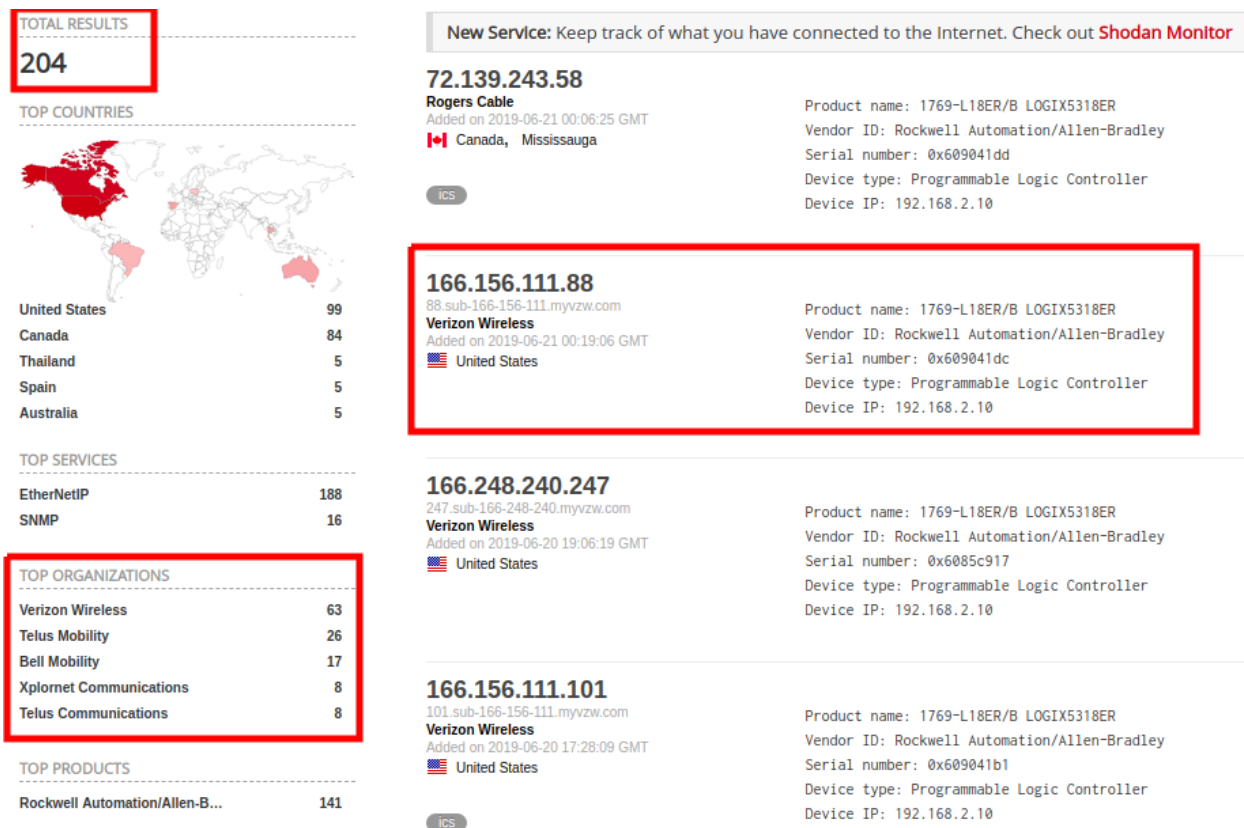 TOTAL RESULTS
204
TOP COUNTRIES
United States 99
Canada 84
Thailand 5
Spain 5
Australia 5
TOP SERVICES
EtherNetIP 188
SNMP 16
TOP ORGANIZATIONS
Verizon Wireless 63
Telus Mobility 26
Bell Mobility 17
Xplornet Communications 8
Telus Communications 8
TOP PRODUCTS
Rockwell Automation/Allen-B... 141
New Service: Keep track of what you have connected to the Internet. Check out Shodan Monitor
72.139.243.58
Rogers Cable
Added on 2019-06-21 00:06:25 GMT
Canada, Mississauga
ics
Product name: 1769-L18ER/B LOGIX5318ER
Vendor ID: Rockwell Automation/Allen-Bradley
Serial number: 0x609041dd
Device type: Programmable Logic Controller
Device IP: 192.168.2.10
166.156.111.88
88.sub-166-156-111.myvzw.com
Verizon Wireless
Added on 2019-06-21 00:19:06 GMT
United States
Product name: 1769-L18ER/B LOGIX5318ER
Vendor ID: Rockwell Automation/Allen-Bradley
Serial number: 0x609041dc
Device type: Programmable Logic Controller
Device IP: 192.168.2.10
166.248.240.247
247.sub-166-248-240.myvzw.com
Verizon Wireless
Added on 2019-06-20 19:06:19 GMT
United States
Product name: 1769-L18ER/B LOGIX5318ER
Vendor ID: Rockwell Automation/Allen-Bradley
Serial number: 0x6085c917
Device type: Programmable Logic Controller
Device IP: 192.168.2.10
166.156.111.101
101.sub-166-156-111.myvzw.com
Verizon Wireless
Added on 2019-06-20 17:28:09 GMT
United States
ics
Product name: 1769-L18ER/B LOGIX5318ER
Vendor ID: Rockwell Automation/Allen-Bradley
Serial number: 0x609041b1
Device type: Programmable Logic Controller
Device IP: 192.168.2.10